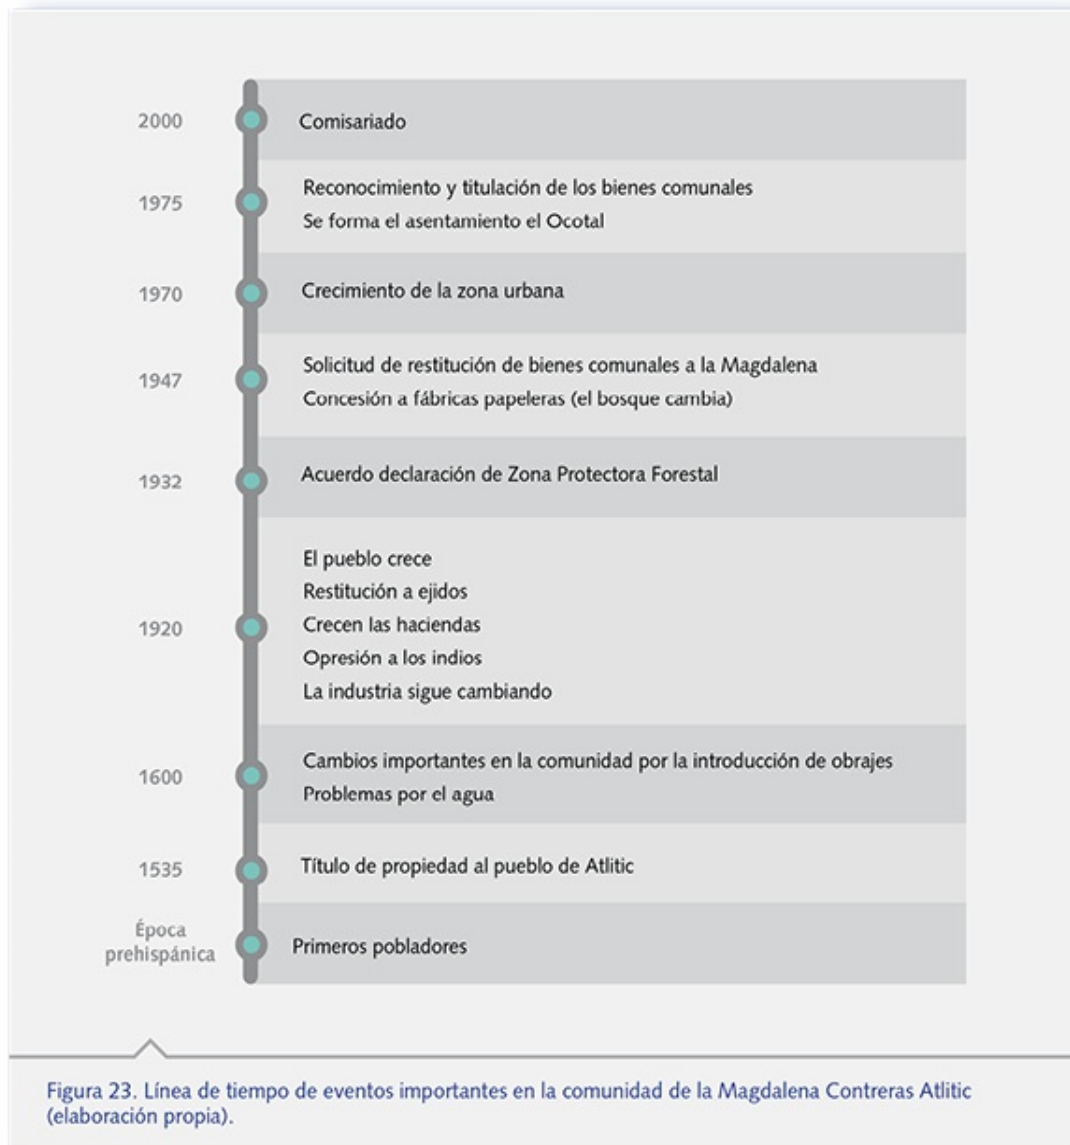 2000
Comisariado
1975
Reconocimiento y titulación de los bienes comunales
Se forma el asentamiento el Ocotal
1970
Crecimiento de la zona urbana
1947
Solicitud de restitución de bienes comunales a la Magdalena
Concesión a fábricas papeleras (el bosque cambia)
1932
Acuerdo declaración de Zona Protectora Forestal
1920
El pueblo crece
Restitución a ejidos
Crecen las haciendas
Opresión a los indios
La industria sigue cambiando
1600
Cambios importantes en la comunidad por la introducción de obrajes
Problemas por el agua
1535
Título de propiedad al pueblo de Atlitic
Época
prehispánica
Primeros pobladores
Figura 23. Línea de tiempo de eventos importantes en la comunidad de la Magdalena Contreras Atlitic
(elaboración propia).